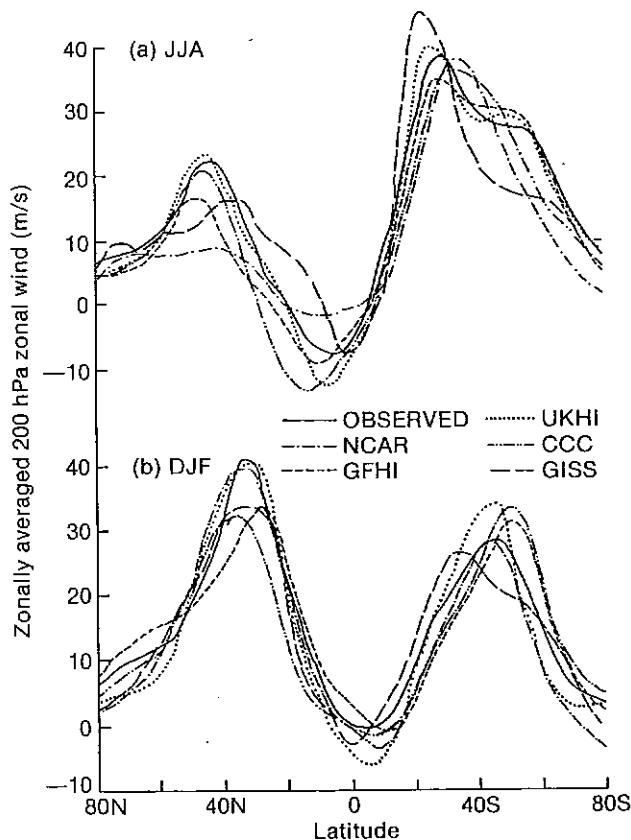 (a) JJA
40
30
20
10
0
—10
Zonally averaged 200 hPa zonal wind (m/s)
OBSERVED
UKHI
NCAR
CCC
GFHI
GISS
(b) DJF
40
30
20
10
0
—10
80N
40N
0
40S
80S
Latitude